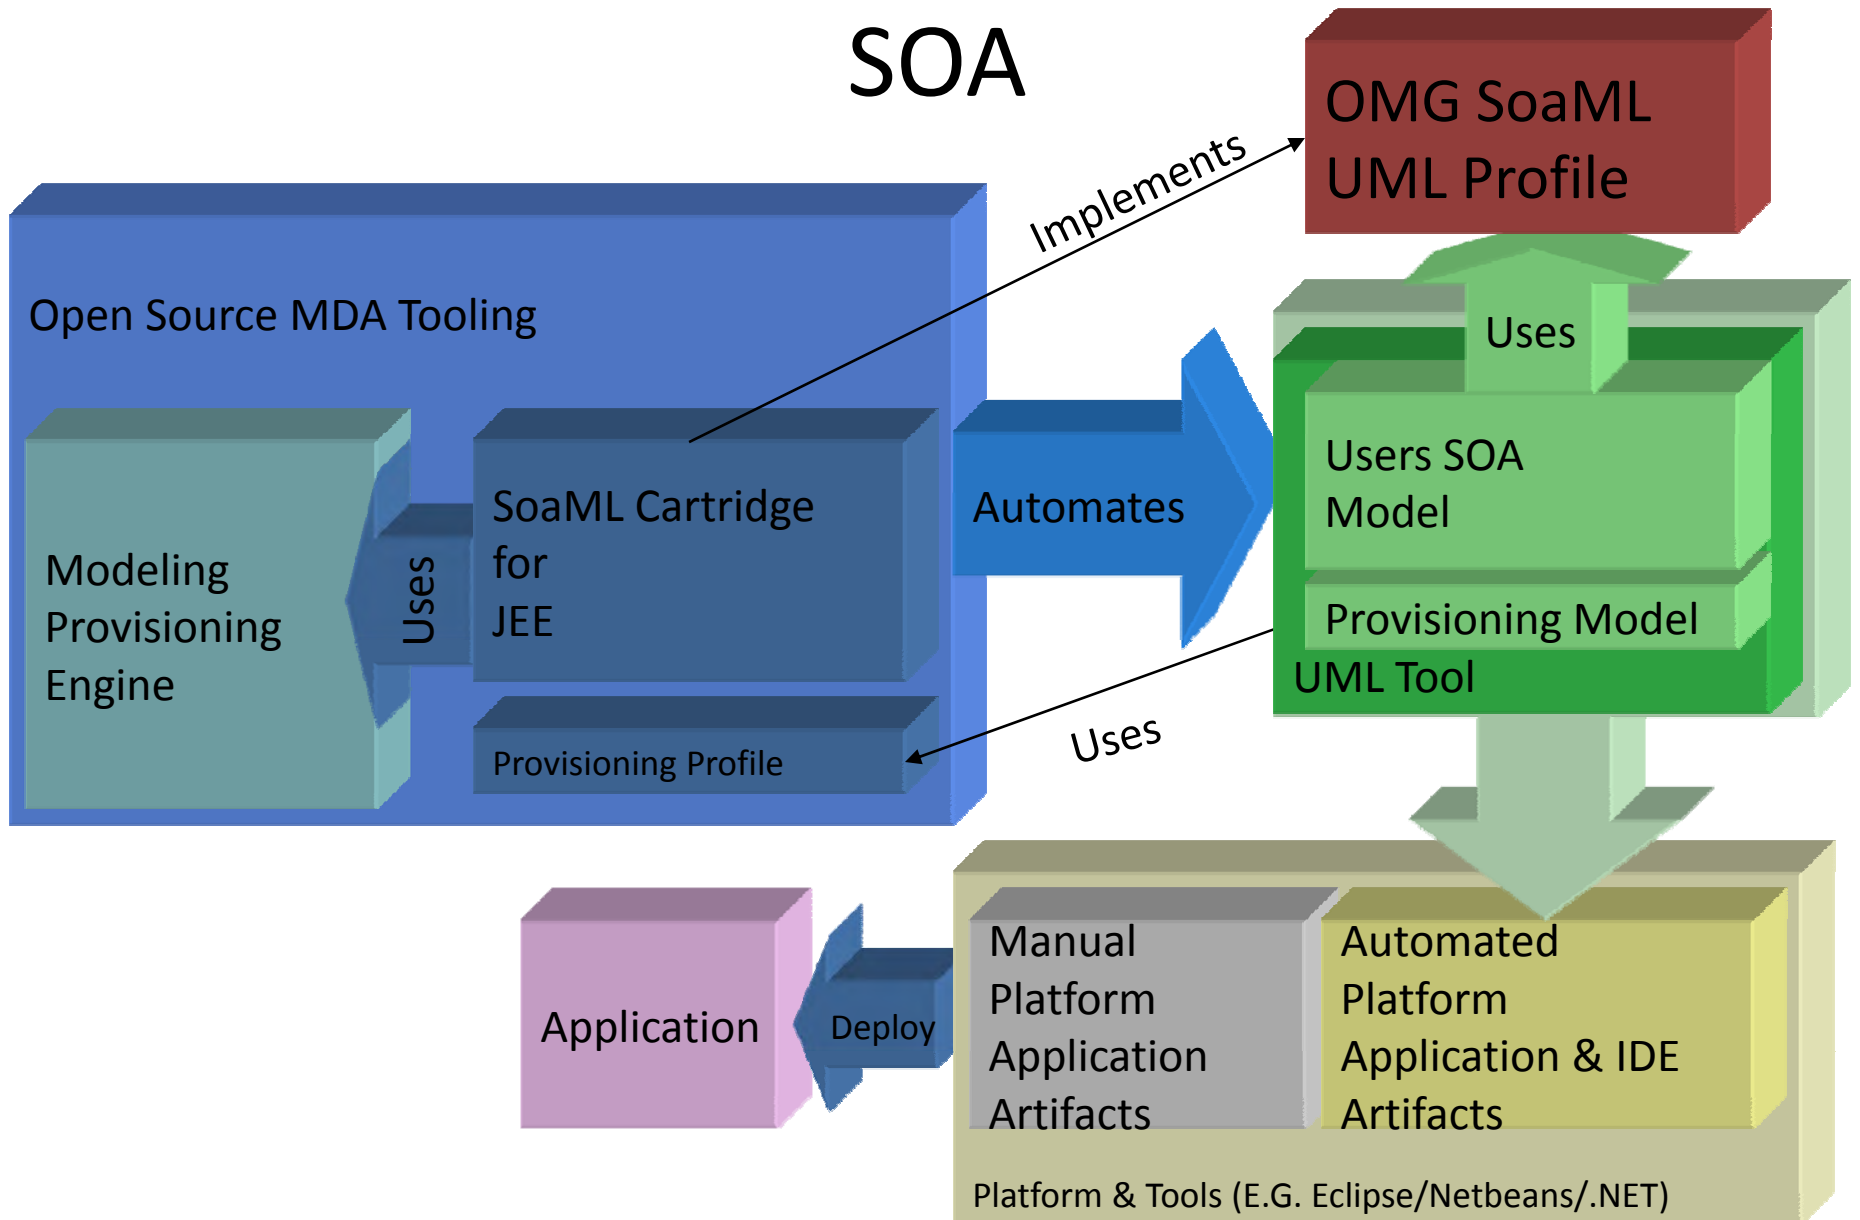 SOA
OMG SoaML
UML Profile
Implements
Open Source MDA Tooling
Uses
Modeling
Provisioning
Engine
Uses
SoaML Cartridge
for
JEE
Provisioning Profile
Automates
Users SOA
Model
Provisioning Model
UML Tool
Uses
Application
Deploy
Manual
Platform
Application
Artifacts
Automated
Platform
Application & IDE
Artifacts
Platform & Tools (E.G. Eclipse/Netbeans/.NET)